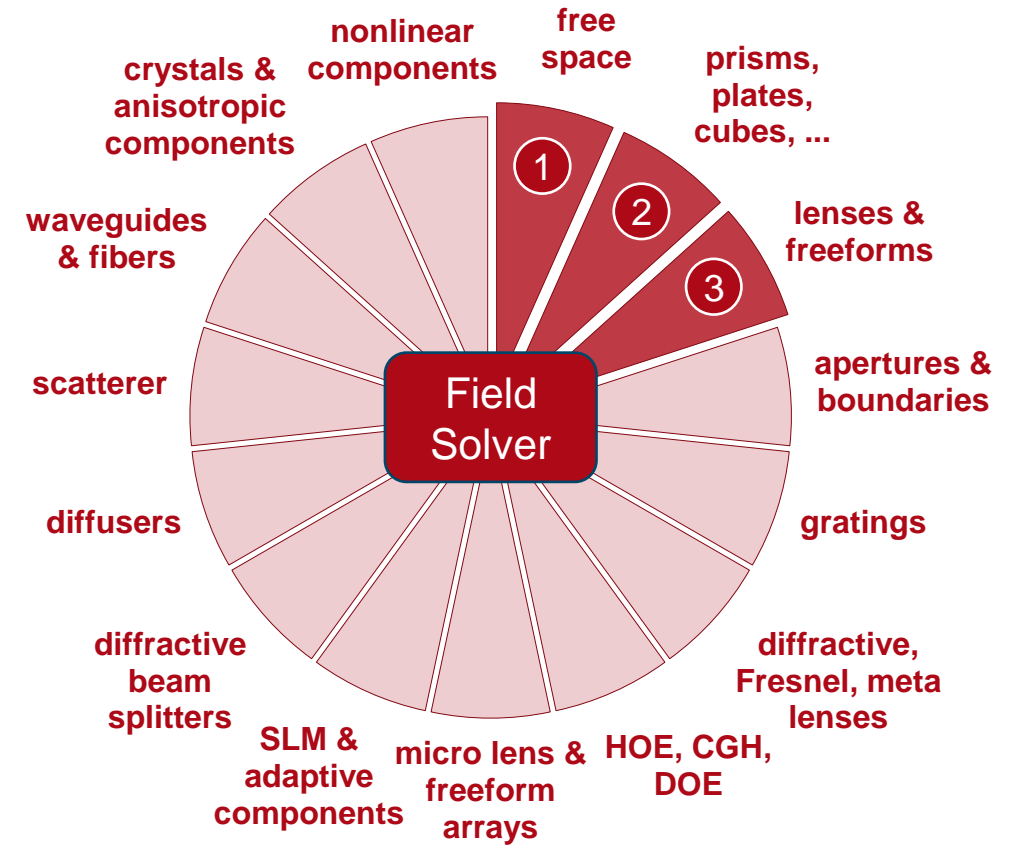 free
space
prisms,
plates,
cubes, ...
lenses &
freeforms
apertures &
boundaries
gratings
diffractive,
Fresnel, meta
lenses
HOE, CGH,
DOE
micro lens &
freeform
arrays
SLM &
adaptive
components
diffractive
beam
splitters
diffusers
scatterer
waveguides
& fibers
crystals &
anisotropic
components
nonlinear
components
1
2
3
Field
Solver